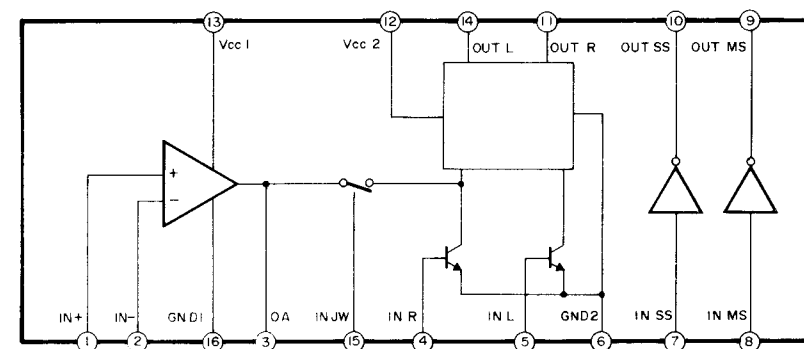 13 12 14 11 10 9
Vcc 1 Vcc 2 OUT L OUT R OUT SS OUT MS
+
−
IN+ IN− GND1 OA INJW IN R IN L GND2 IN SS IN MS
1 2 16 3 15 4 5 6 7 8